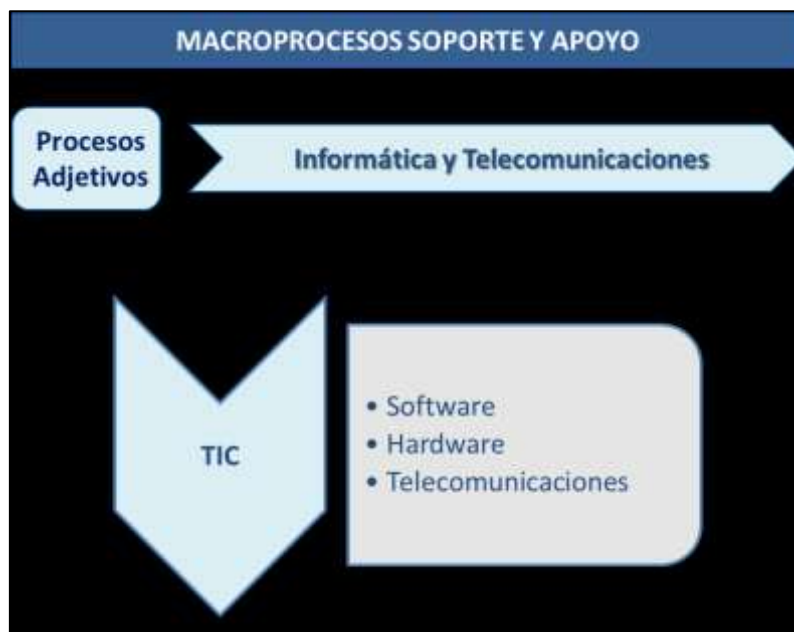 MACROPROCESOS SOPORTE Y APOYO
Procesos
Adjetivos
Informática y Telecomunicaciones
TIC
• Software
• Hardware
• Telecomunicaciones